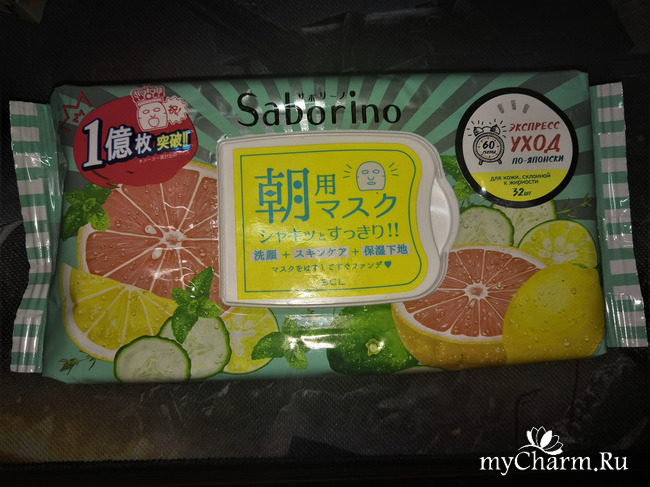 サボリーノ
Saborino
祝!
1億枚突破!!
朝用マスク
シャキッとすっきり!!
洗顔 + スキンケア + 保湿下地
マスクをはずしてすぐファンデ♥
BCL
60
ЭКСПРЕСС
УХОД
ПО-ЯПОНСКИ
для кожи, склонной
к жирности
32шт
myCharm.Ru